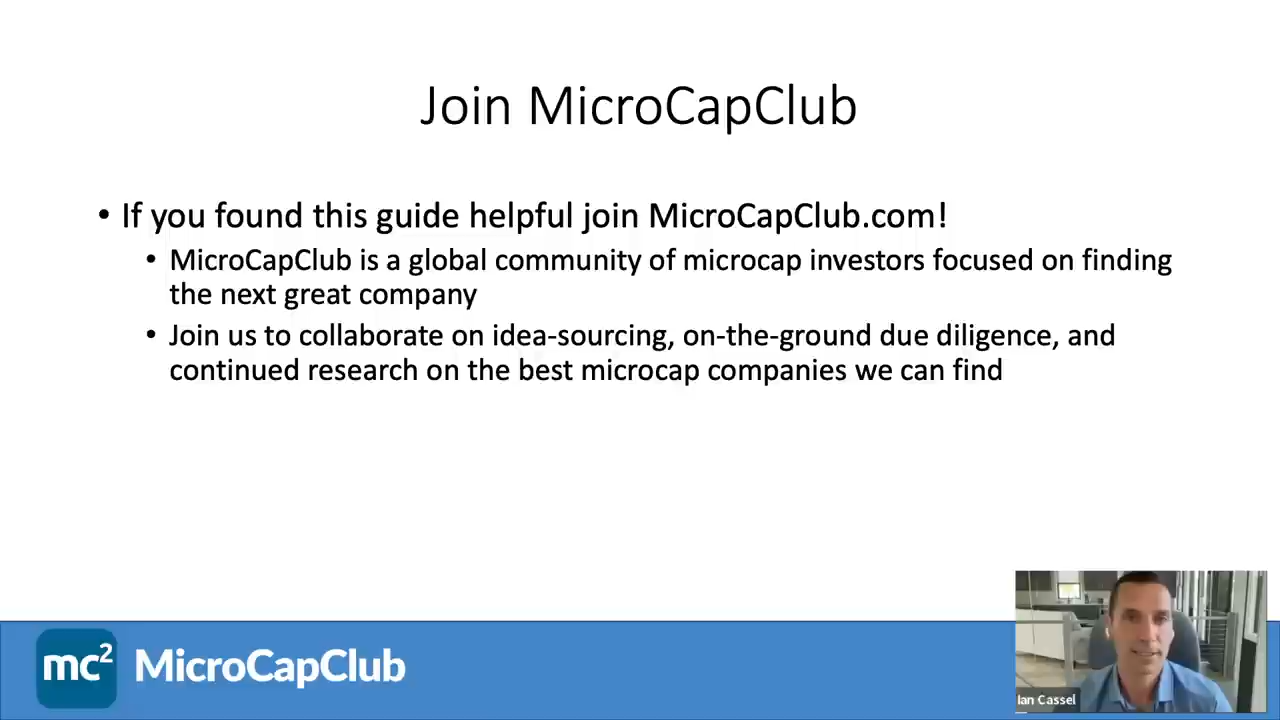 Join MicroCapClub
• If you found this guide helpful join MicroCapClub.com!
• MicroCapClub is a global community of microcap investors focused on finding
the next great company
• Join us to collaborate on idea-sourcing, on-the-ground due diligence, and
continued research on the best microcap companies we can find
mc² MicroCapClub
Ian Cassel